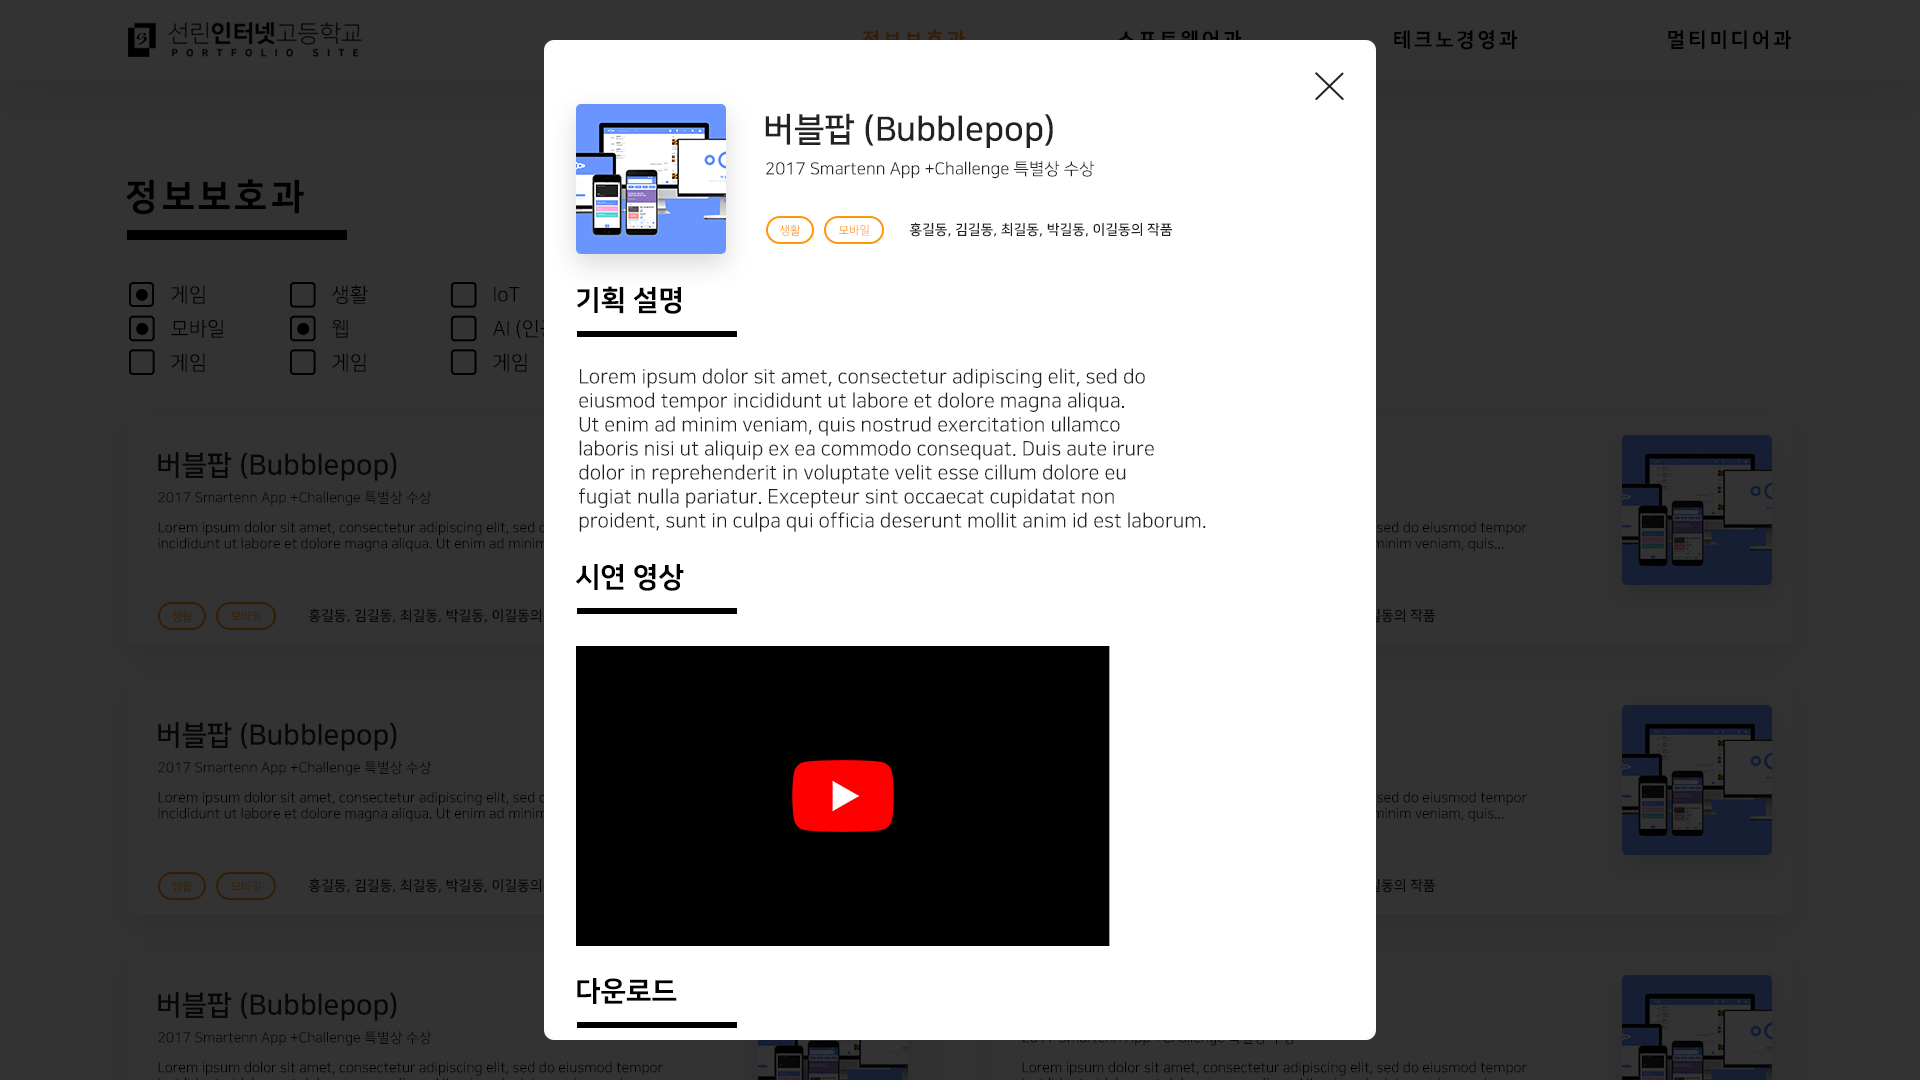 선린인터넷고등학교
PORTFOLIO SITE
정보보호과
소프트웨어과
테크노경영과
멀티미디어과
정보보호과
게임
생활
IoT
모바일
웹
AI (인
게임
게임
게임
버블팝 (Bubblepop)
2017 Smartenn App +Challenge 특별상 수상
생활
모바일
홍길동, 김길동, 최길동, 박길동, 이길동의 작품
기획 설명
Lorem ipsum dolor sit amet, consectetur adipiscing elit, sed do
eiusmod tempor incididunt ut labore et dolore magna aliqua.
Ut enim ad minim veniam, quis nostrud exercitation ullamco
laboris nisi ut aliquip ex ea commodo consequat. Duis aute irure
dolor in reprehenderit in voluptate velit esse cillum dolore eu
fugiat nulla pariatur. Excepteur sint occaecat cupidatat non
proident, sunt in culpa qui officia deserunt mollit anim id est laborum.
시연 영상
다운로드
버블팝 (Bubblepop)
2017 Smartenn App +Challenge 특별상 수상
Lorem ipsum dolor sit amet, consectetur adipiscing elit, sed
incididunt ut labore et dolore magna aliqua. Ut enim ad minim
생활
모바일
홍길동, 김길동, 최길동, 박길동, 이길동의
sed do eiusmod tempor
minim veniam, quis...
길동의 작품
버블팝 (Bubblepop)
2017 Smartenn App +Challenge 특별상 수상
Lorem ipsum dolor sit amet, consectetur adipiscing elit, sed
incididunt ut labore et dolore magna aliqua. Ut enim ad minim
생활
모바일
홍길동, 김길동, 최길동, 박길동, 이길동의
sed do eiusmod tempor
minim veniam, quis...
길동의 작품
버블팝 (Bubblepop)
2017 Smartenn App +Challenge 특별상 수상
Lorem ipsum dolor sit amet, consectetur adipiscing elit, sed do eiusmod tempor
2017 Smartenn App +Challenge 특별상 수상
Lorem ipsum dolor sit amet, consectetur adipiscing elit, sed do eiusmod tempor